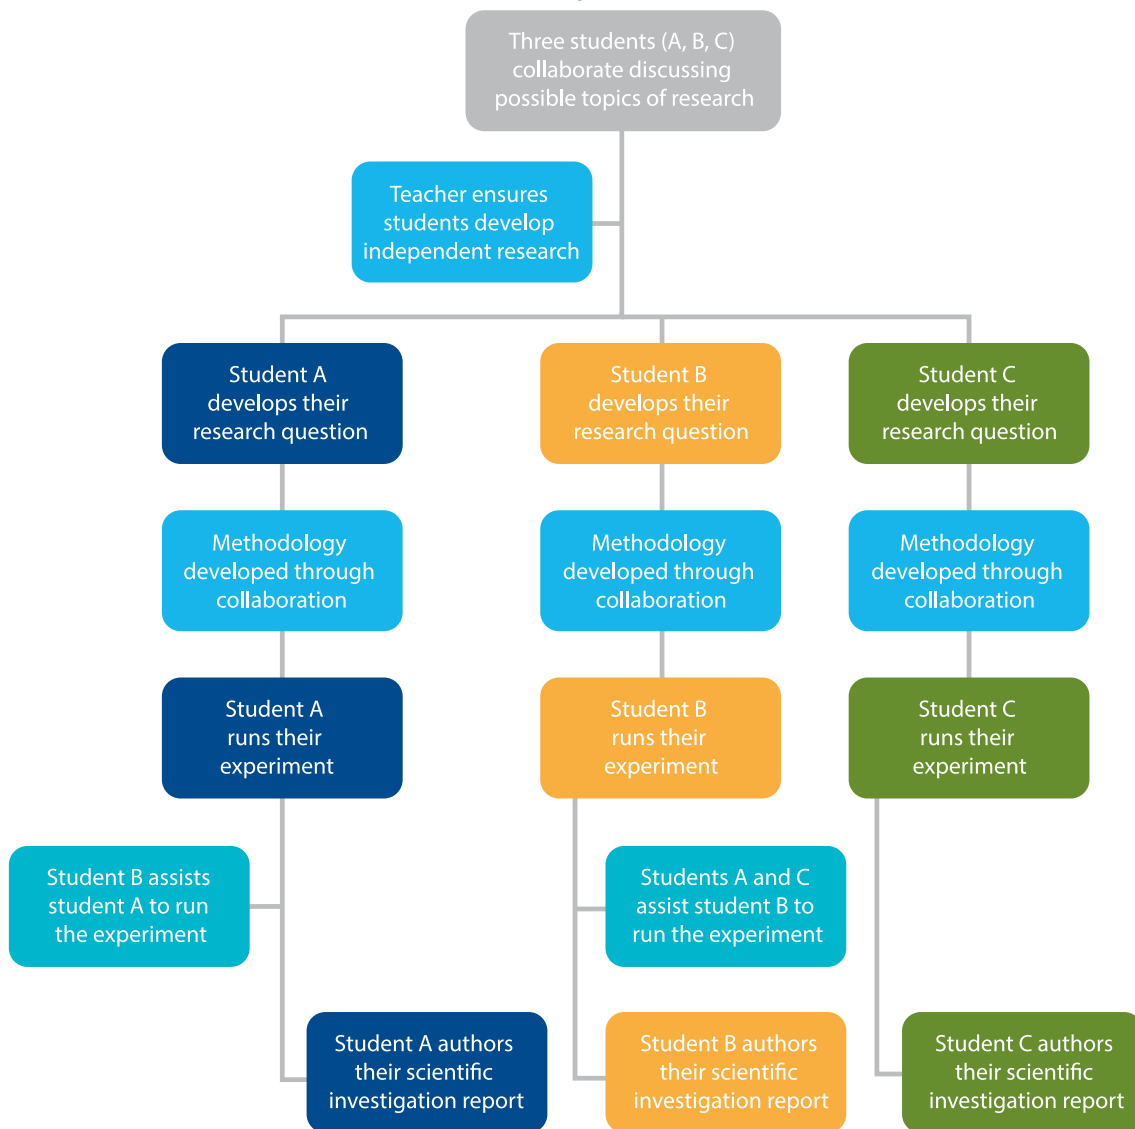 Three students (A, B, C)
collaborate discussing
possible topics of research
Teacher ensures
students develop
independent research
Student A
develops their
research question
Student B
develops their
research question
Student C
develops their
research question
Methodology
developed through
collaboration
Methodology
developed through
collaboration
Methodology
developed through
collaboration
Student A
runs their
experiment
Student B
runs their
experiment
Student C
runs their
experiment
Student B assists
student A to run
the experiment
Students A and C
assist student B to
run the experiment
Student A authors
their scientific
investigation report
Student B authors
their scientific
investigation report
Student C authors
their scientific
investigation report